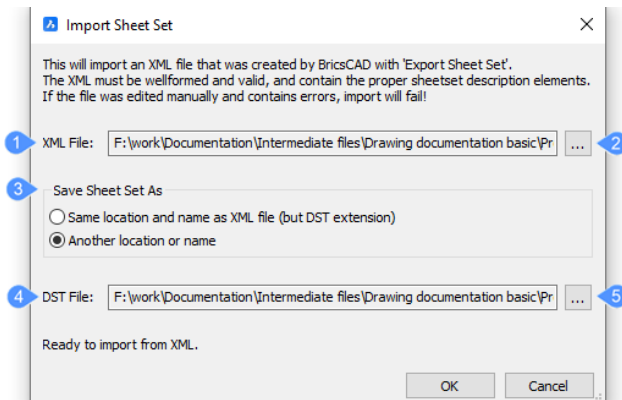 Import Sheet Set
This will import an XML file that was created by BricsCAD with 'Export Sheet Set'.
The XML must be wellformed and valid, and contain the proper sheetset description elements.
If the file was edited manually and contains errors, import will fail!
1 XML File: F:\work\Documentation\Intermediate files\Drawing documentation basic\Pr ... 2
3 Save Sheet Set As
Same location and name as XML file (but DST extension)
Another location or name
4 DST File: F:\work\Documentation\Intermediate files\Drawing documentation basic\Pr ... 5
Ready to import from XML.
OK Cancel